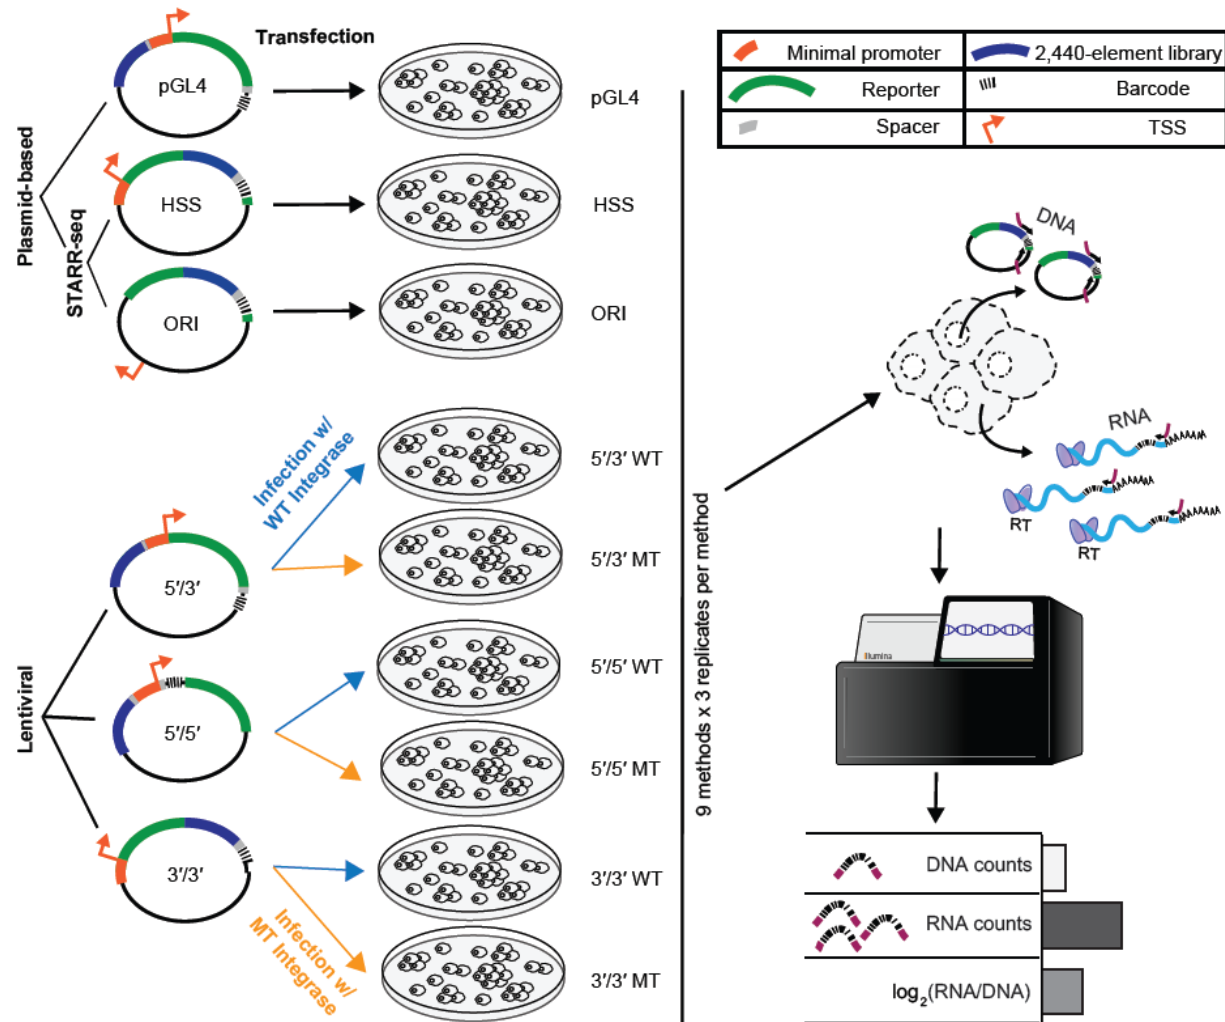 Transfection
Plasmid-based
STARR-seq
pGL4
pGL4
HSS
HSS
ORI
ORI
Lentiviral
Infection w/
WT Integrase
5′/3′
5′/3′ WT
5′/3′ MT
5′/5′
5′/5′ WT
5′/5′ MT
3′/3′
3′/3′ WT
3′/3′ MT
Infection w/
MT Integrase
9 methods x 3 replicates per method
Minimal promoter
2,440-element library
Reporter
Barcode
Spacer
TSS
DNA
RNA
RT
RT
RT
Illumina
DNA counts
RNA counts
log₂(RNA/DNA)